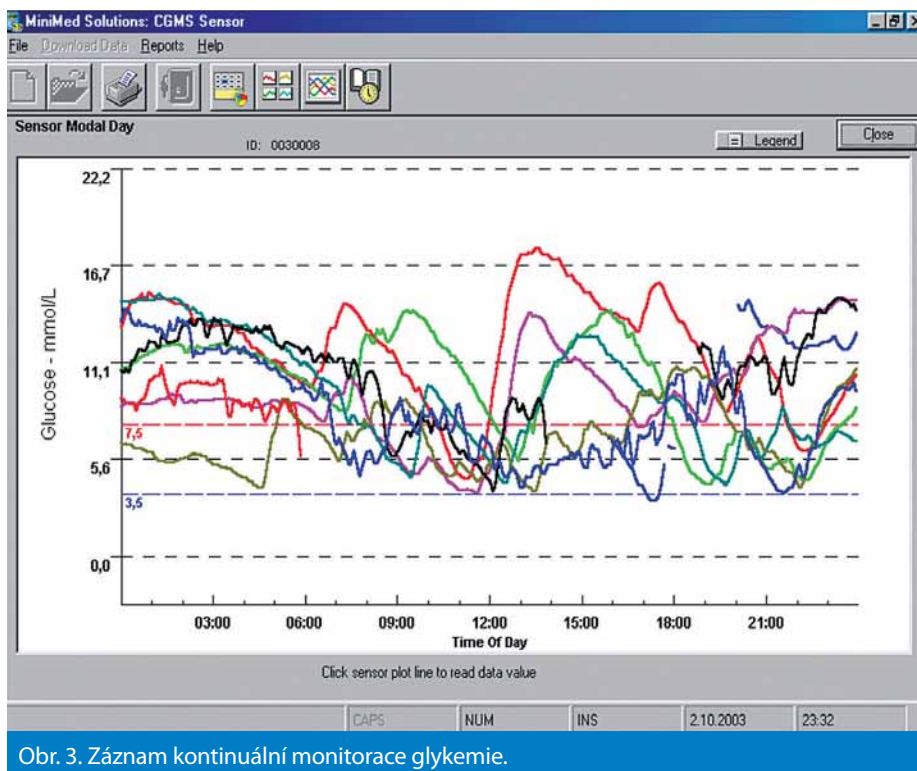 MiniMed Solutions: CGMS Sensor
File Download Data Reports Help
Sensor Modal Day
ID: 0030008
Legend
Close
22,2
16,7
11,1
7,5
5,6
3,5
0,0
Glucose - mmol/L
03:00 06:00 09:00 12:00 15:00 18:00 21:00
Time Of Day
Click sensor plot line to read data value
CAPS NUM INS 2.10.2003 23:32
Obr. 3. Záznam kontinuální monitorace glykemie.